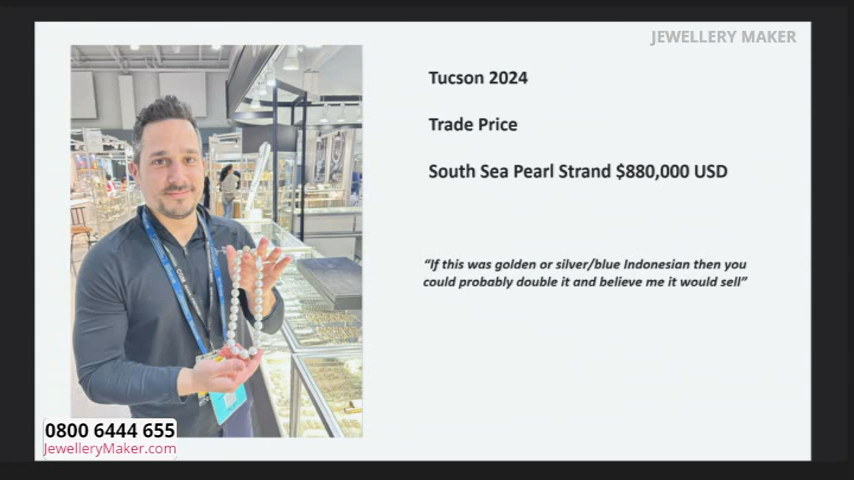 JEWELLERY MAKER
Tucson 2024
Trade Price
South Sea Pearl Strand $880,000 USD
“If this was golden or silver/blue Indonesian then you
could probably double it and believe me it would sell”
0800 6444 655
JewelleryMaker.com